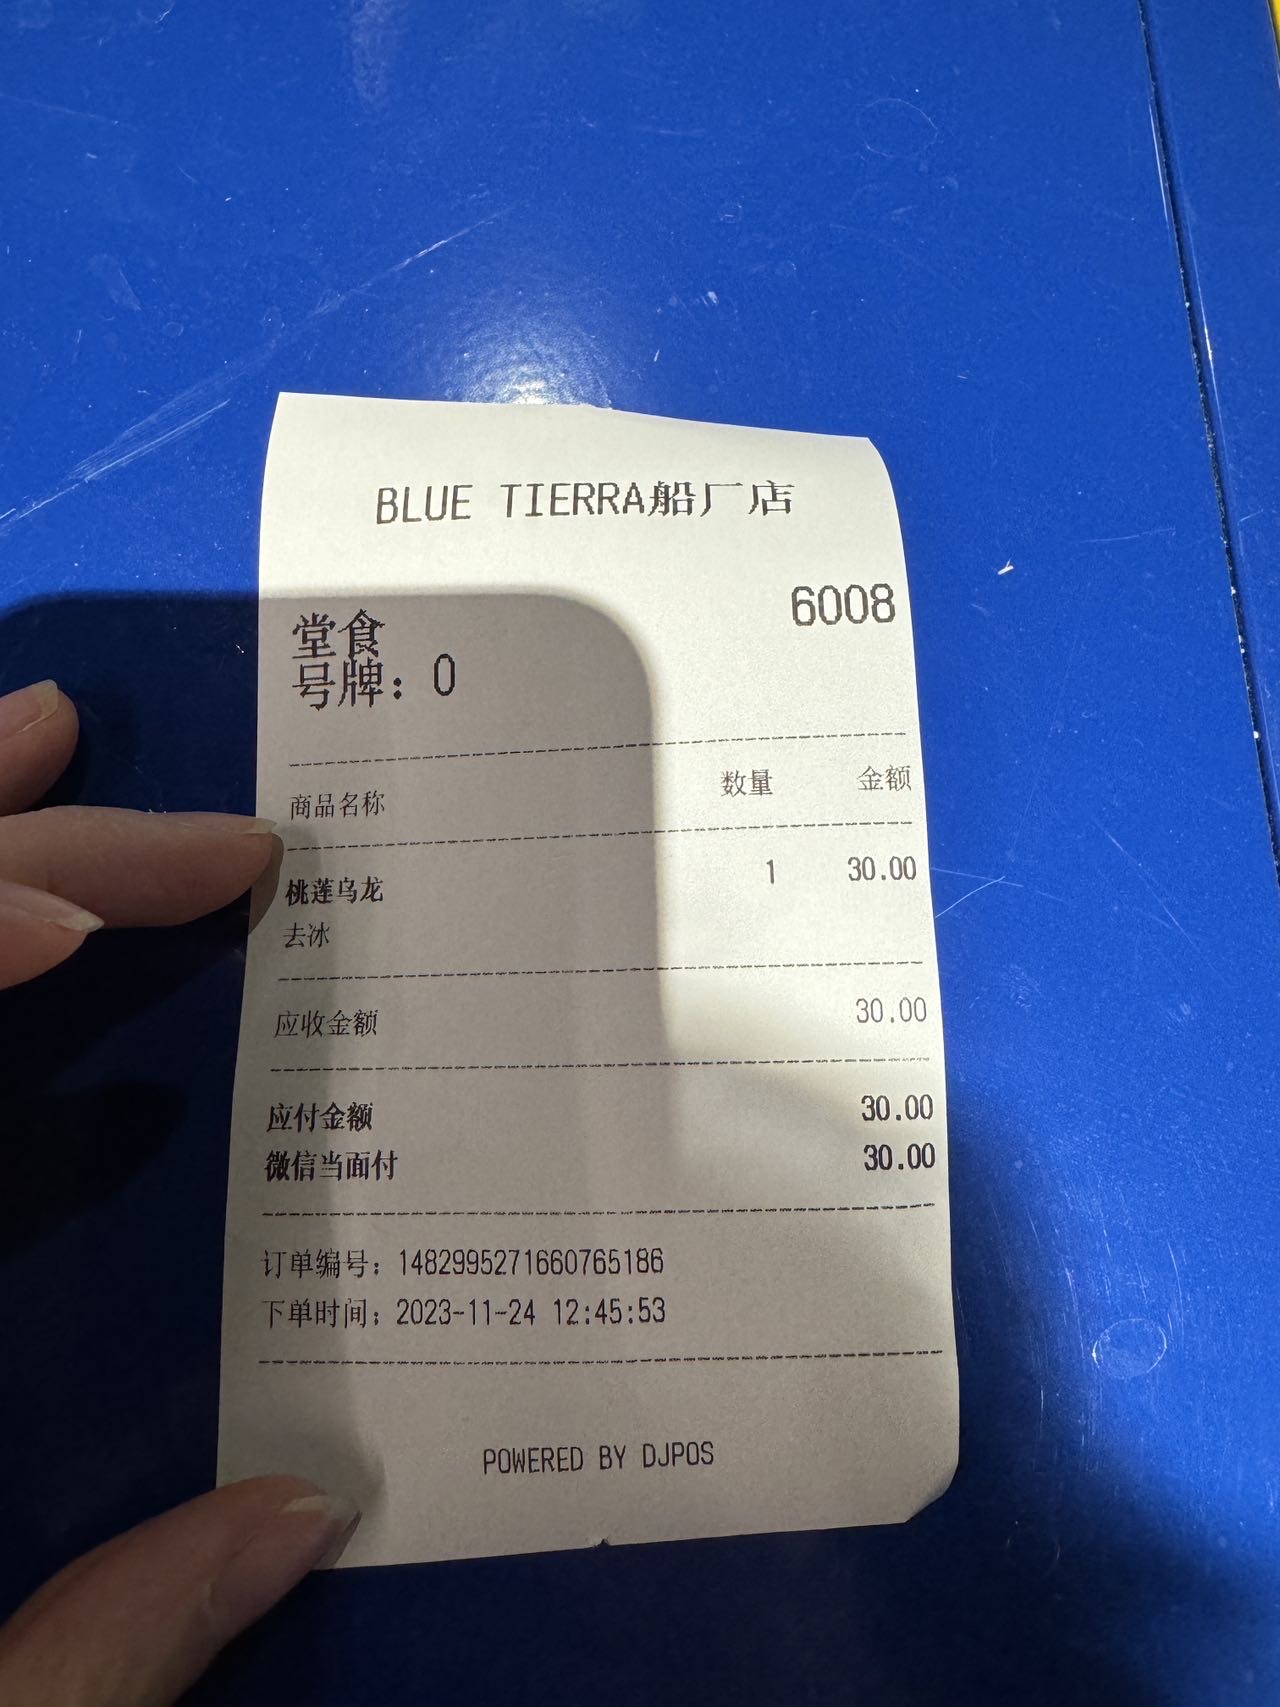 BLUE TIERRA船厂店
6008
堂食
号牌：0
商品名称 数量 金额
桃莲乌龙 1 30.00
去冰
应收金额 30.00
应付金额 30.00
微信当面付 30.00
订单编号：1482995271660765186
下单时间：2023-11-24 12:45:53
POWERED BY DJPOS